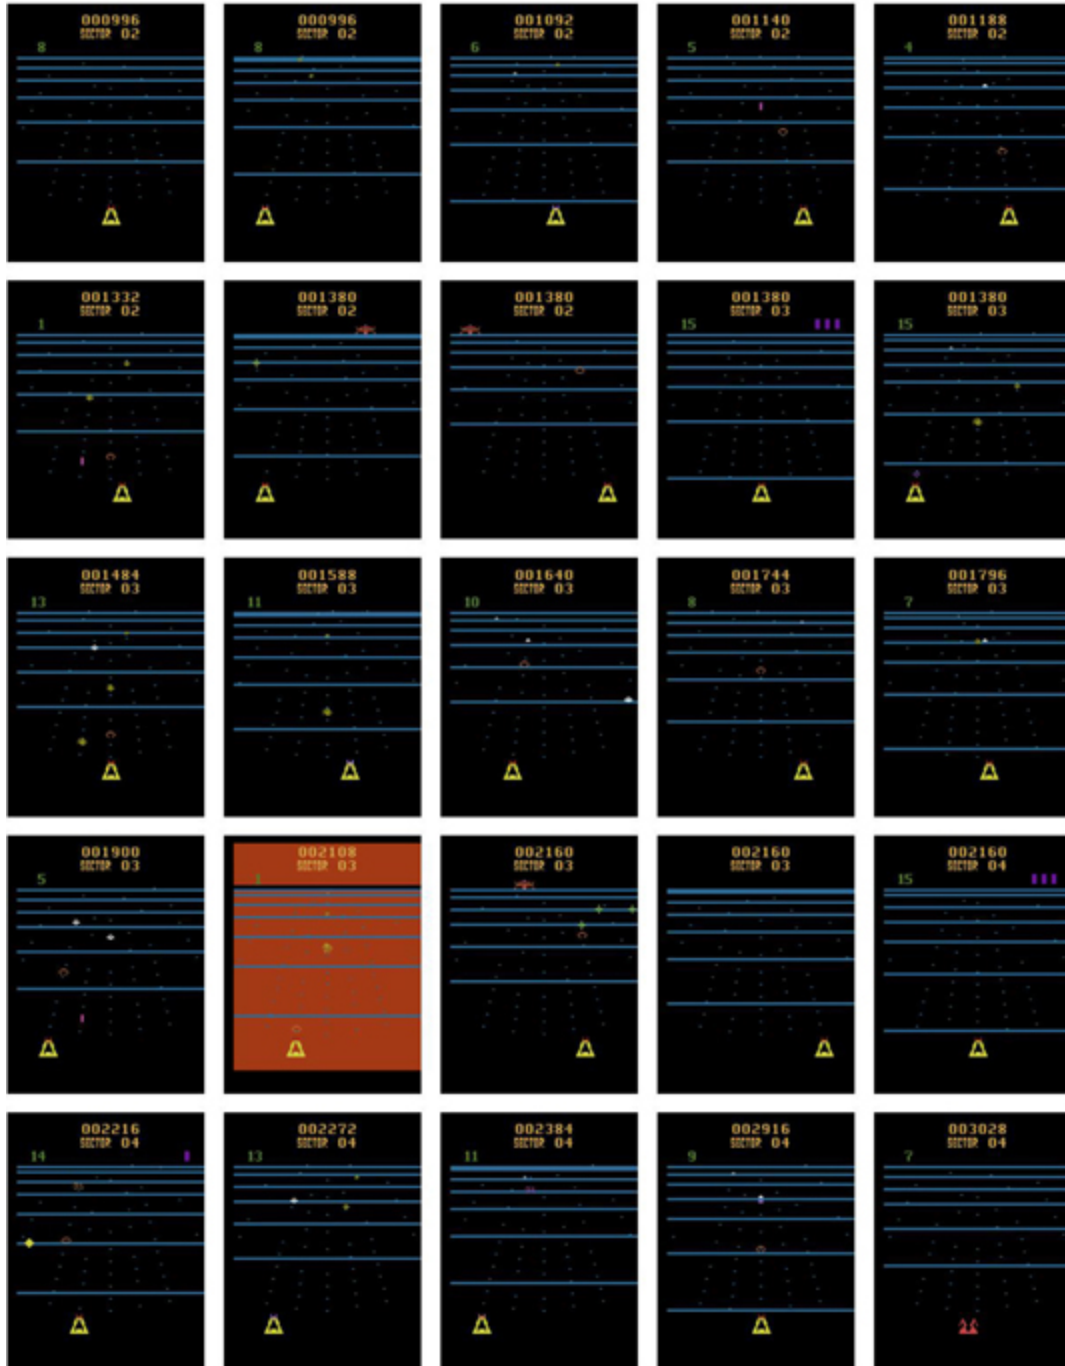 000996
SECTOR 02
8
000996
SECTOR 02
8
001092
SECTOR 02
6
001140
SECTOR 02
5
001188
SECTOR 02
4
001332
SECTOR 02
1
001380
SECTOR 02
001380
SECTOR 02
001380
SECTOR 03
15
001380
SECTOR 03
15
001484
SECTOR 03
13
001588
SECTOR 03
11
001640
SECTOR 03
10
001744
SECTOR 03
8
001796
SECTOR 03
7
001900
SECTOR 03
5
002108
SECTOR 03
1
002160
SECTOR 03
002160
SECTOR 03
002160
SECTOR 04
15
002216
SECTOR 04
14
002272
SECTOR 04
13
002384
SECTOR 04
11
002916
SECTOR 04
9
003028
SECTOR 04
7